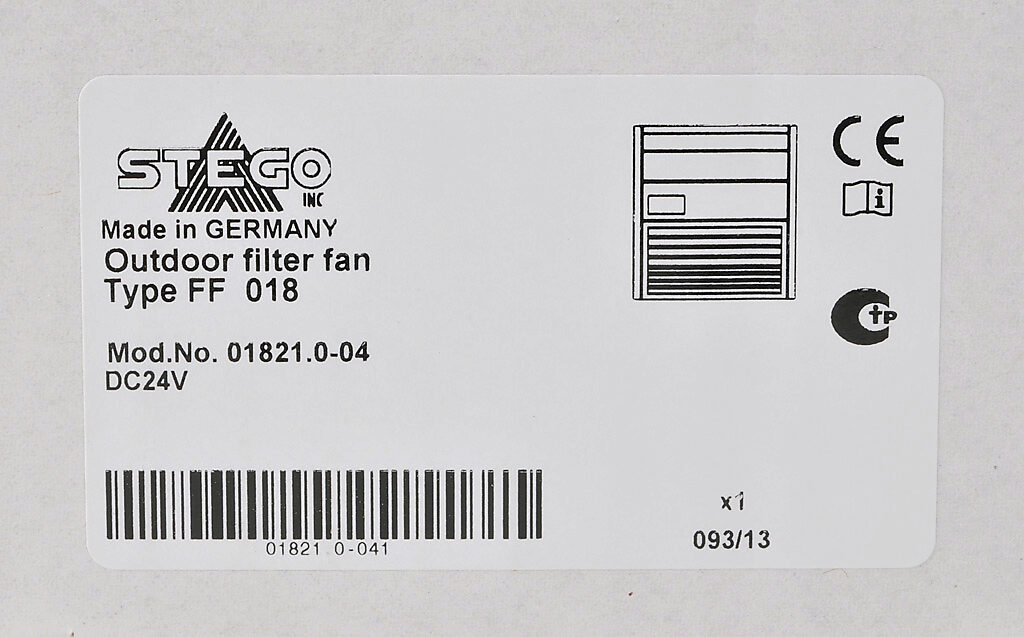 STEGO
INC
Made in GERMANY
Outdoor filter fan
Type FF 018
Mod.No. 01821.0-04
DC24V
01821 0-041
CE
i
TP
x1
093/13